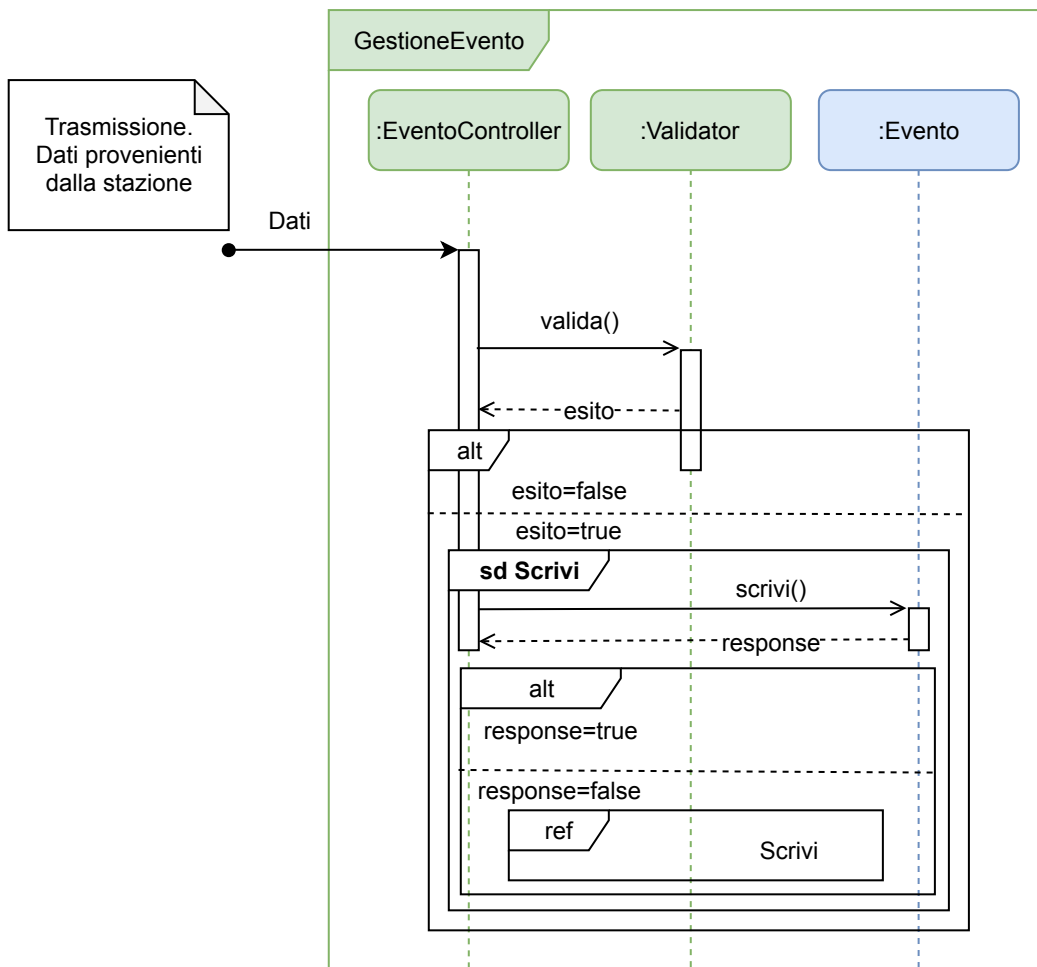 GestioneEvento
Trasmissione.
Dati provenienti
dalla stazione
:EventoController
:Validator
:Evento
Dati
valida()
esito
alt
esito=false
esito=true
sd Scrivi
scrivi()
response
alt
response=true
response=false
ref
Scrivi